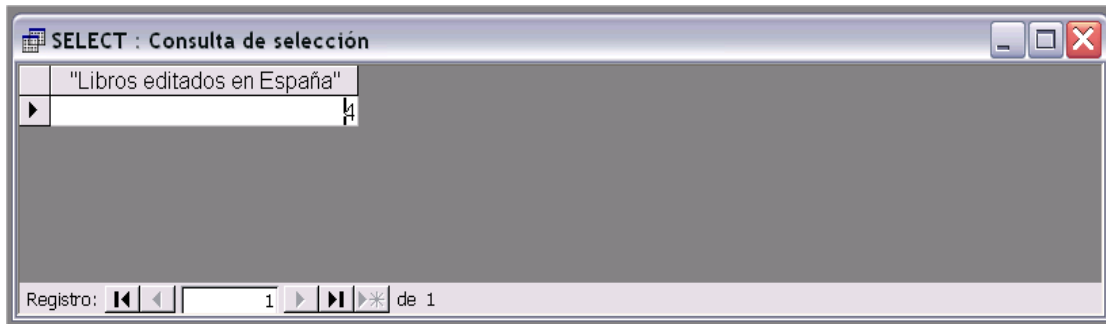 SELECT : Consulta de selección
"Libros editados en España"
4
Registro: 1 de 1